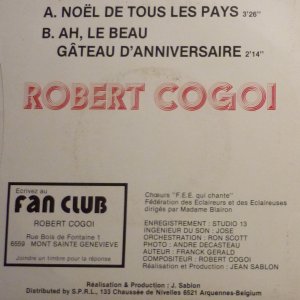 A. NOËL DE TOUS LES PAYS 3'26"
B. AH, LE BEAU
GÂTEAU D'ANNIVERSAIRE 2'14"
ROBERT COGOI
Ecrivez au
FAN CLUB
ROBERT COGOI
Rue Bois de Fontaine 1
6559 MONT SAINTE GENEVIÈVE
Joindre un timbre pour la réponse
Chœurs "F.E.E. qui chante"
Fédération des Eclaireurs et des Eclaireuses
dirigés par Madame Blairon
ENREGISTREMENT : STUDIO 13
INGENIEUR DU SON : JOSE
ORCHESTRATION : RON SCOTT
PHOTO : ANDRE DECASTEAU
AUTEUR : FRANCK GERALD
COMPOSITEUR : ROBERT COGOI
Réalisation et Production : JEAN SABLON
Réalisation & Production : J. Sablon
Distributed by S.P.R.L., 133 Chaussée de Nivelles 6521 Arquennes-Belgium